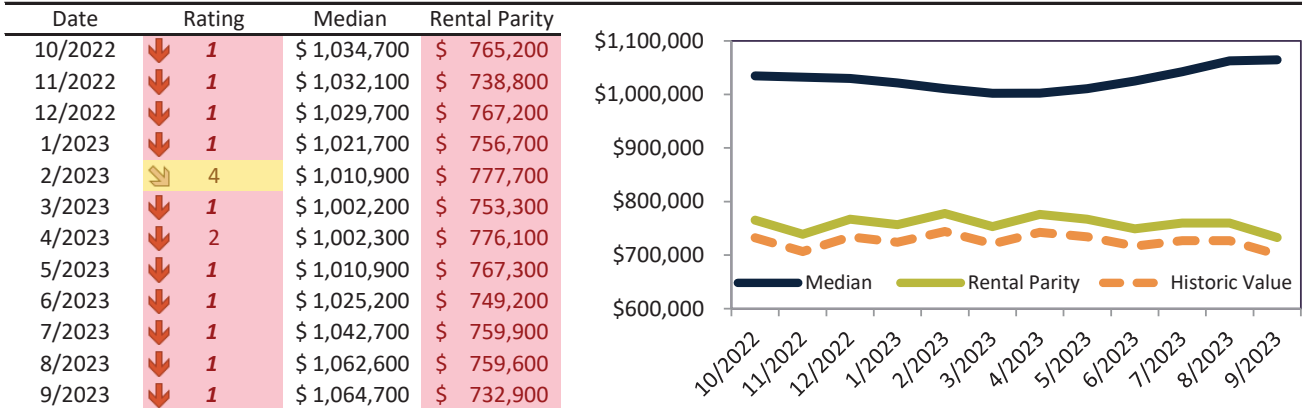 Date Rating Median Rental Parity
10/2022 1 $ 1,034,700 $ 765,200
11/2022 1 $ 1,032,100 $ 738,800
12/2022 1 $ 1,029,700 $ 767,200
1/2023 1 $ 1,021,700 $ 756,700
2/2023 4 $ 1,010,900 $ 777,700
3/2023 1 $ 1,002,200 $ 753,300
4/2023 2 $ 1,002,300 $ 776,100
5/2023 1 $ 1,010,900 $ 767,300
6/2023 1 $ 1,025,200 $ 749,200
7/2023 1 $ 1,042,700 $ 759,900
8/2023 1 $ 1,062,600 $ 759,600
9/2023 1 $ 1,064,700 $ 732,900
$1,100,000
$1,000,000
$900,000
$800,000
$700,000
$600,000
Median Rental Parity Historic Value
10/2022 11/2022 12/2022 1/2023 2/2023 3/2023 4/2023 5/2023 6/2023 7/2023 8/2023 9/2023